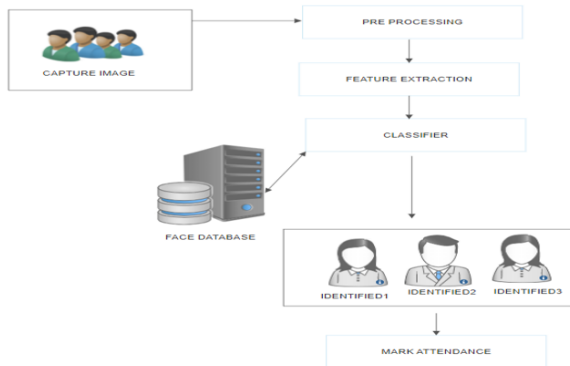 PRE PROCESSING
CAPTURE IMAGE
FEATURE EXTRACTION
CLASSIFIER
FACE DATABASE
IDENTIFIED1 IDENTIFIED2 IDENTIFIED3
MARK ATTENDANCE